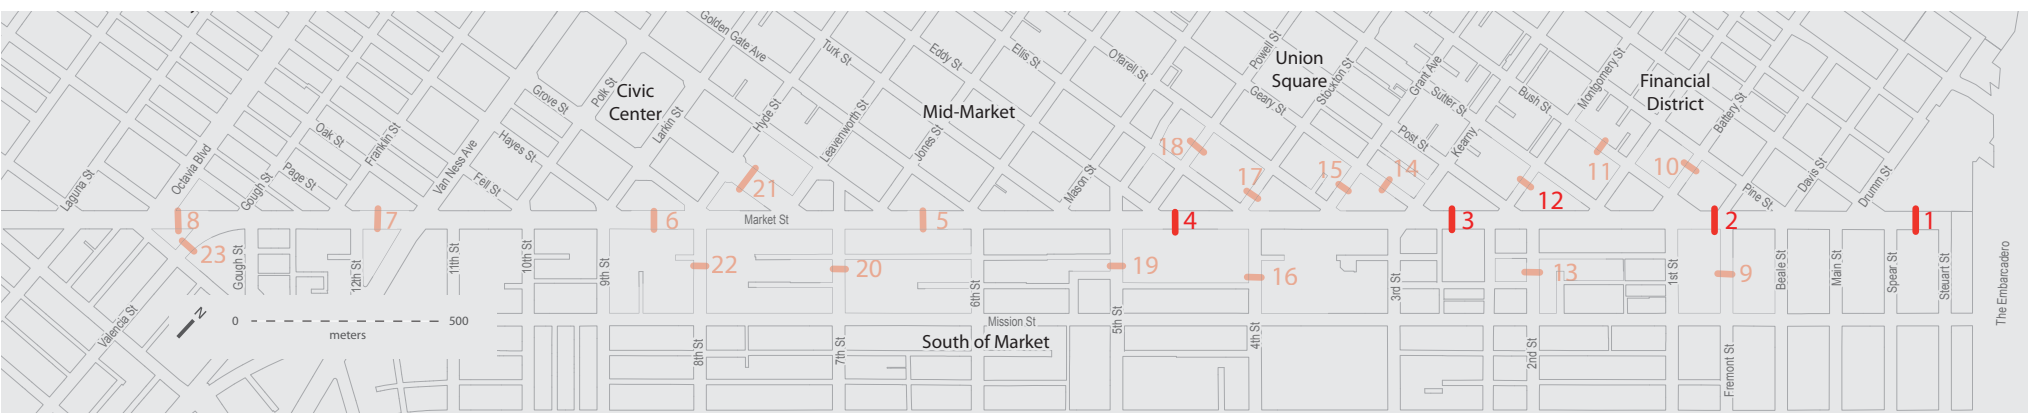 Golden Gate Ave
Turk St
Eddy St
Ellis St
O'farell St
Powell St
Union
Square
Stockton St
Grant Ave
Montgomery St
Financial
District
Civic
Center
Mid-Market
Grove St
Polk St
Larkin St
Hyde St
Leavenworth St
Jones St
Mason St
Geary St
Sutter St
Bush St
Battery St
Post St
Kearny
Oak St
Franklin St
Van Ness Ave
Hayes St
Fell St
Laguna St
Octavia Blvd
Gough St
Page St
Pine St.
Davis St
Drumm St
18
17
15
14
11
10
21
12
8
7
6
Market St
5
4
3
2
1
23
22
20
19
16
13
9
Gough St
12th St
11th St
10th St
9th St
6th St
3rd St
1st St
Beale St
Main St
Spear St
Steuart St
The Embarcadero
Valencia St
N
0
500
meters
Mission St
South of Market
8th St
7th St
5th St
4th St
2nd St
Fremont St